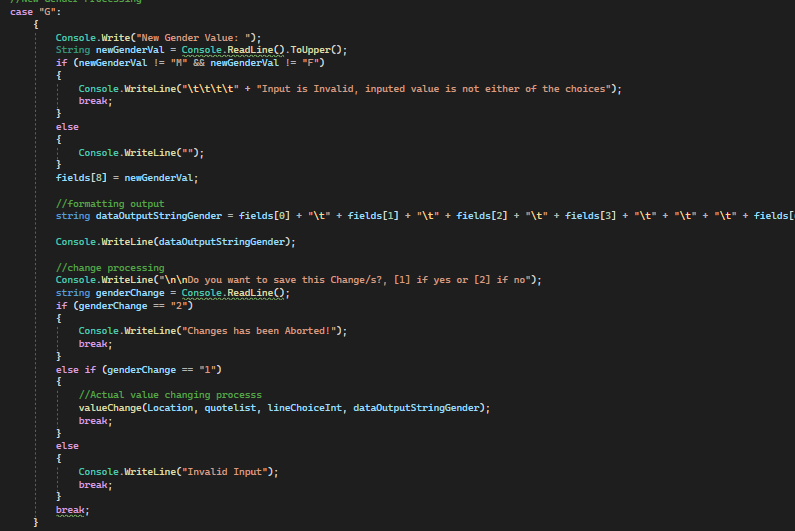 //New Gender Processing
case "G":
{
Console.Write("New Gender Value: ");
String newGenderVal = Console.ReadLine().ToUpper();
if (newGenderVal != "M" && newGenderVal != "F")
{
Console.WriteLine("\t\t\t\t" + "Input is Invalid, inputed value is not either of the choices");
break;
}
else
{
Console.WriteLine("");
}
fields[8] = newGenderVal;
//formatting output
string dataOutputStringGender = fields[0] + "\t" + fields[1] + "\t" + fields[2] + "\t" + fields[3] + "\t" + "\t" + "\t" + fields[
Console.WriteLine(dataOutputStringGender);
//change processing
Console.WriteLine("\n\nDo you want to save this Change/s?, [1] if yes or [2] if no");
string genderChange = Console.ReadLine();
if (genderChange == "2")
{
Console.WriteLine("Changes has been Aborted!");
break;
}
else if (genderChange == "1")
{
//Actual value changing processs
valueChange(Location, quotelist, lineChoiceInt, dataOutputStringGender);
break;
}
else
{
Console.WriteLine("Invalid Input");
break;
}
break;
}